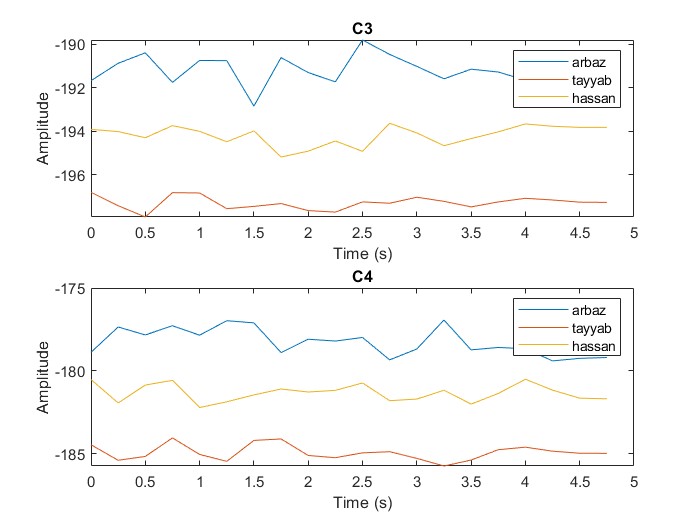 C3
Amplitude
-190
-192
-194
-196
arbaz
tayyab
hassan
0 0.5 1 1.5 2 2.5 3 3.5 4 4.5 5
Time (s)
C4
Amplitude
-175
-180
-185
arbaz
tayyab
hassan
0 0.5 1 1.5 2 2.5 3 3.5 4 4.5 5
Time (s)